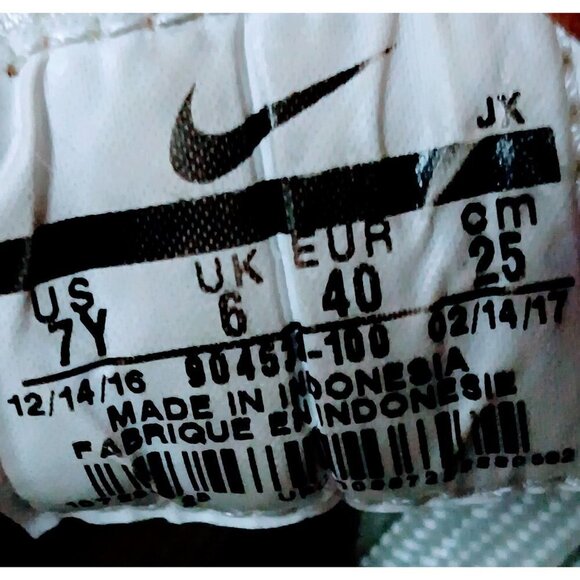 JK
US UK EUR cm
7Y 6 40 25
12/14/16 02/14/17
MADE IN INDONESIA
FABRIQUE EN INDONESIE